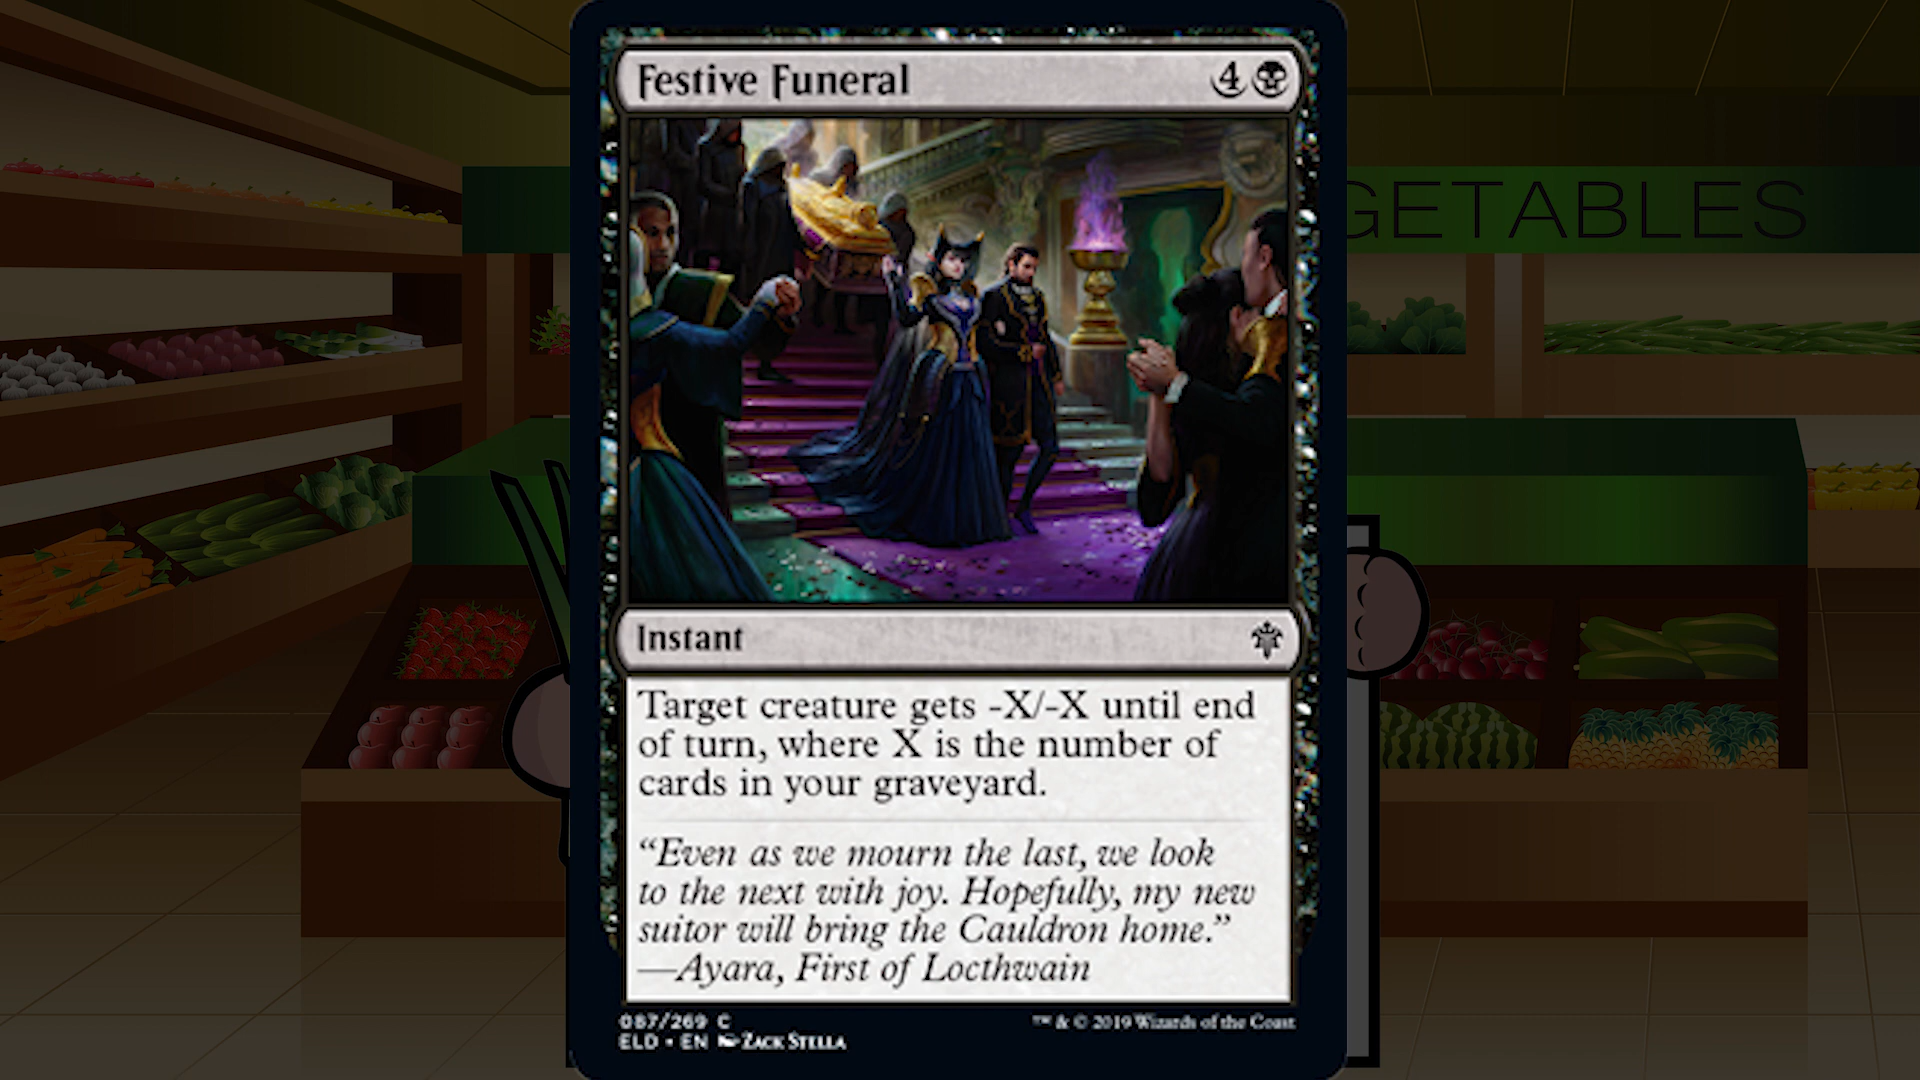 Festive Funeral 4
GETABLES
Instant
Target creature gets -X/-X until end
of turn, where X is the number of
cards in your graveyard.
“Even as we mourn the last, we look
to the next with joy. Hopefully, my new
suitor will bring the Cauldron home.”
—Ayara, First of Locthwain
087/269 C
ELD • EN Zack Stella
™ & © 2019 Wizards of the Coast